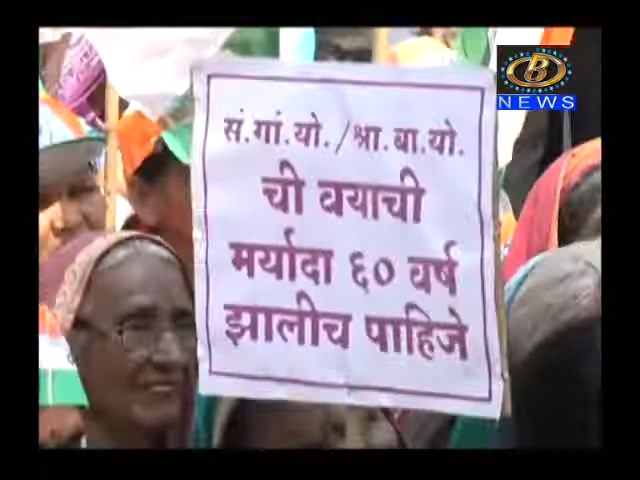 B
NEWS
सं.गां.यो./श्रा.बा.यो.
ची वयाची
मर्यादा ६० वर्ष
झालीच पाहिजे